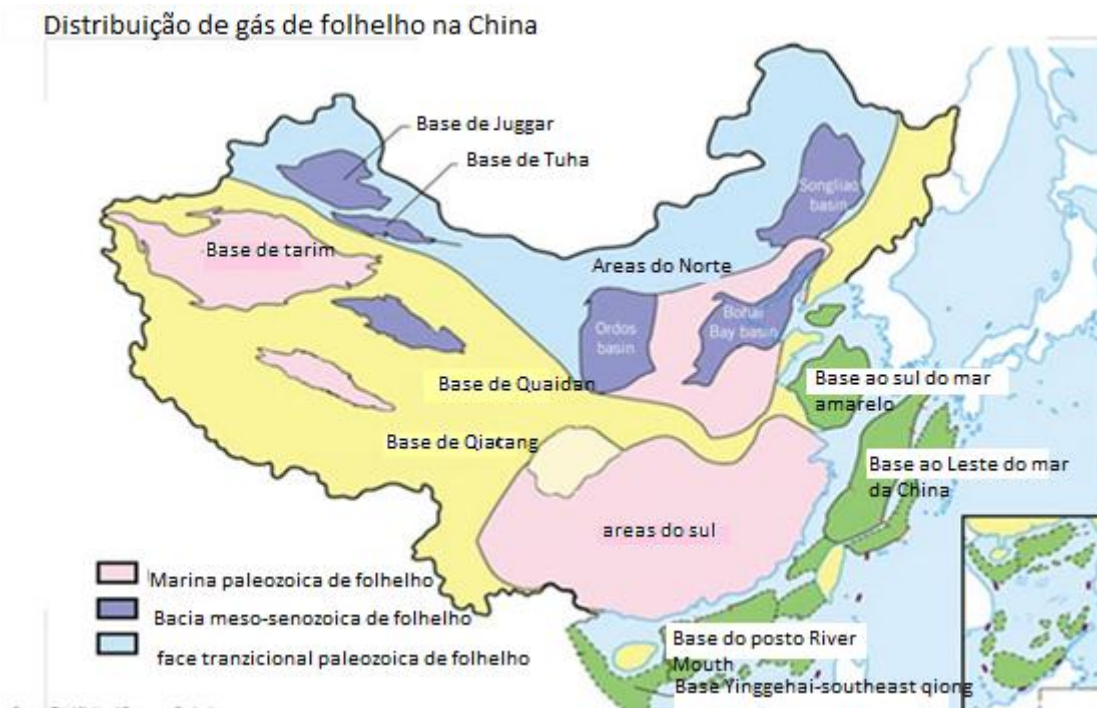 Distribuição de gás de folhelho na China
Base de Juggar
Base de Tuha
Songliao
basin
Base de tarim
Areas do Norte
Ordos
basin
Bohai
Bay basin
Base de Quaidan
Base ao sul do mar
amarelo
Base de Qiatang
Base ao Leste do mar
da China
areas do sul
Marina paleozoica de folhelho
Bacia meso-senozoica de folhelho
face tranzicional paleozoica de folhelho
Base do posto River
Mouth
Base Yinggehai-southeast qiong